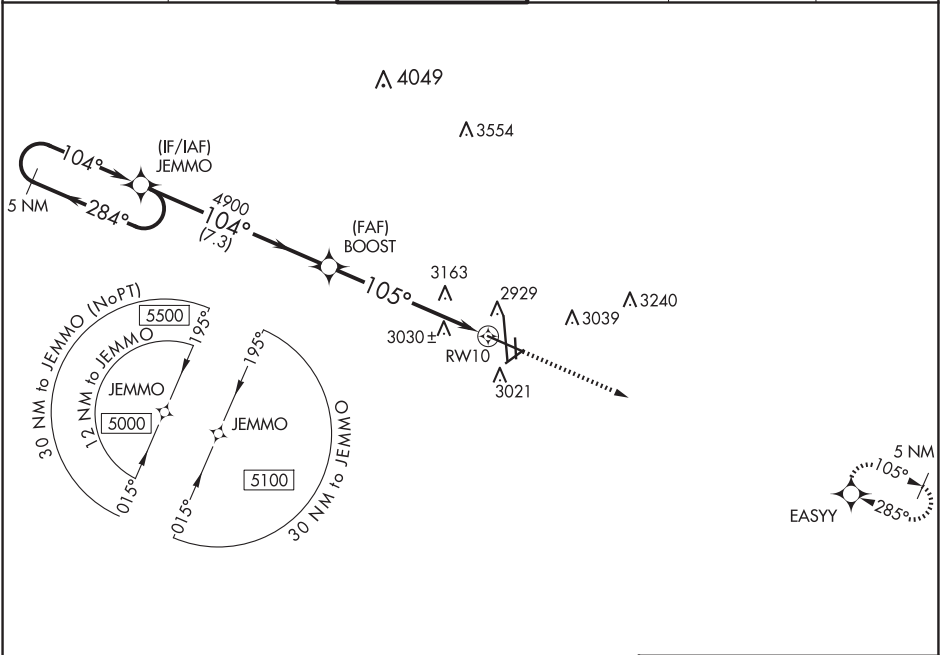 4049
3554
(IF/IAF)
JEMMO
104°
5 NM
284°
4900
104°
(7.3)
(FAF)
BOOST
105°
3163
2929
3240
3039
3030 ±
RW10
3021
30 NM to JEMMO (NoPT)
5500
195°
12 NM to JEMMO
JEMMO
5000
015°
195°
JEMMO
5100
015°
30 NM to JEMMO
5 NM
105°
285°
EASYY